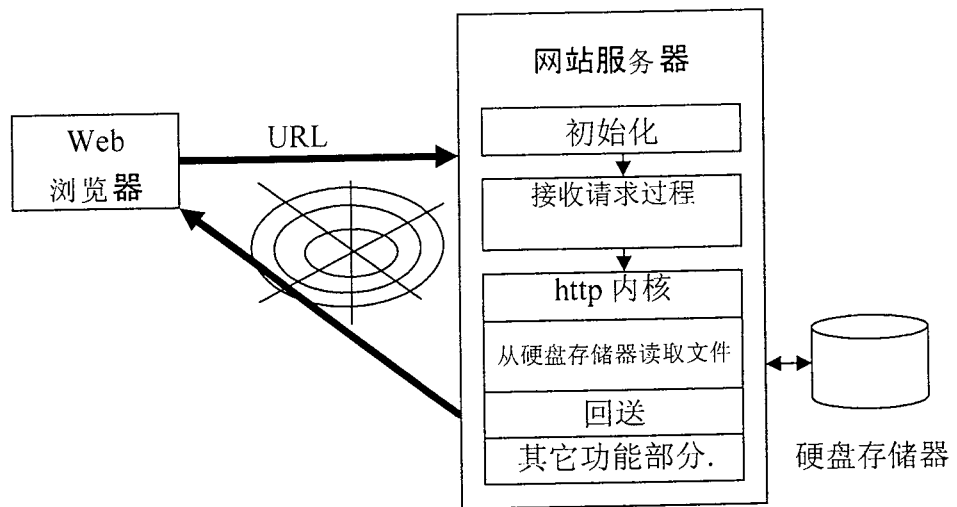 网站服务器
Web
浏览器
URL
初始化
接收请求过程
http 内核
从硬盘存储器读取文件
回送
其它功能部分.
硬盘存储器